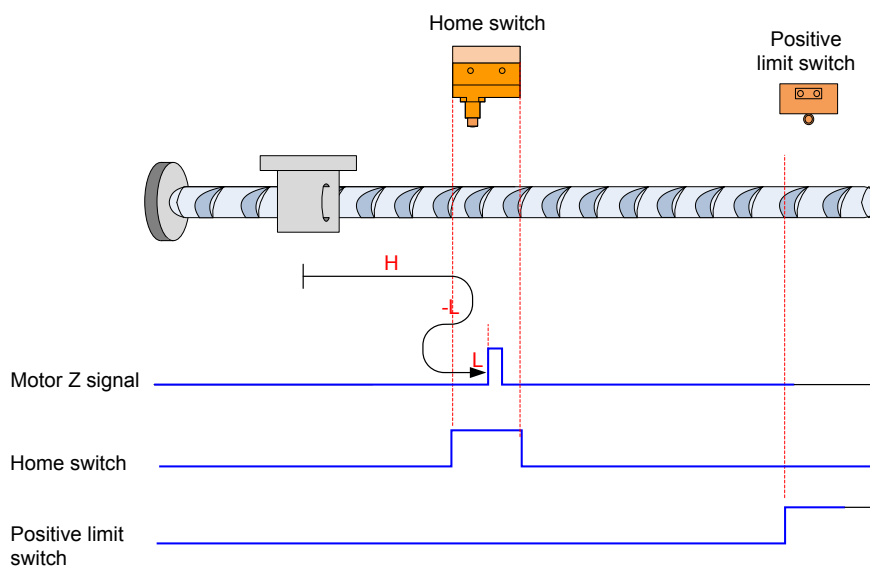 Home switch
Positive
limit switch
H
-L
L
Motor Z signal
Home switch
Positive limit
switch